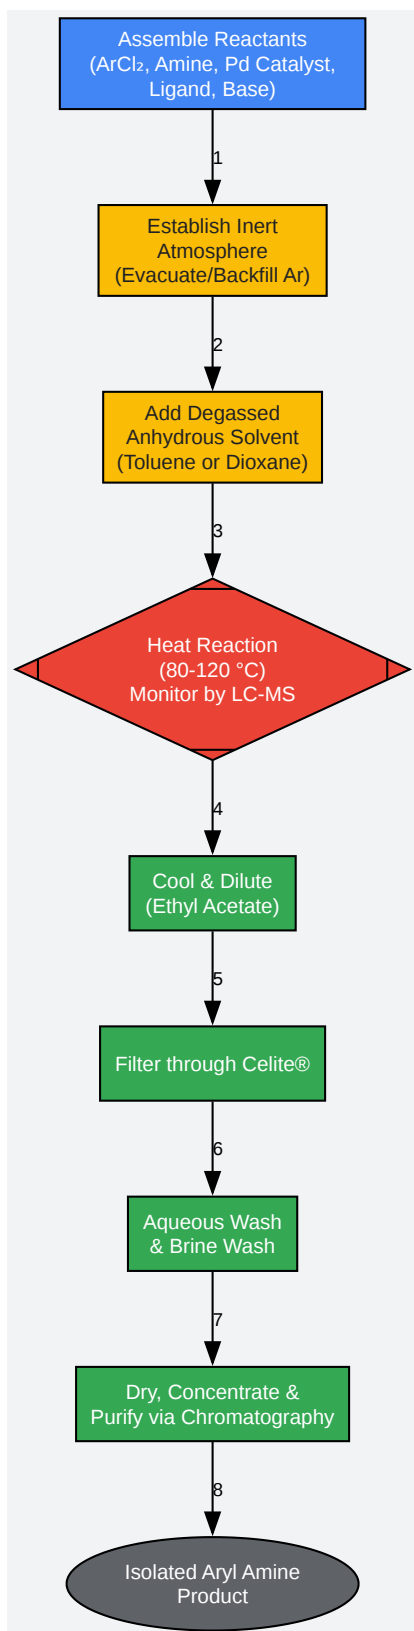 Assemble Reactants
(ArCl₂, Amine, Pd Catalyst,
Ligand, Base)
1
Establish Inert
Atmosphere
(Evacuate/Backfill Ar)
2
Add Degassed
Anhydrous Solvent
(Toluene or Dioxane)
3
Heat Reaction
(80-120 °C)
Monitor by LC-MS
4
Cool & Dilute
(Ethyl Acetate)
5
Filter through Celite®
6
Aqueous Wash
& Brine Wash
7
Dry, Concentrate &
Purify via Chromatography
8
Isolated Aryl Amine
Product